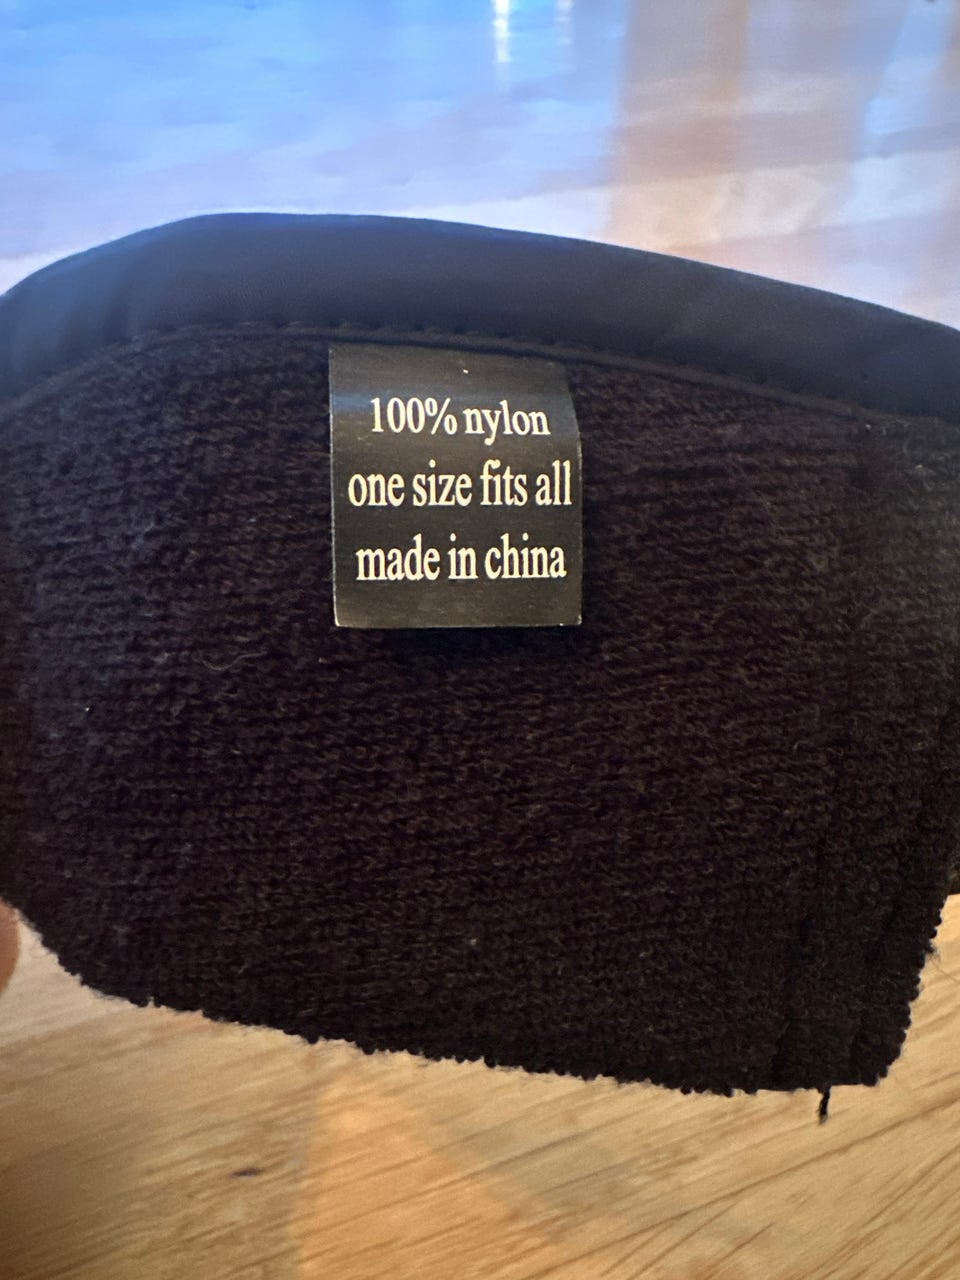 100% nylon
one size fits all
made in china